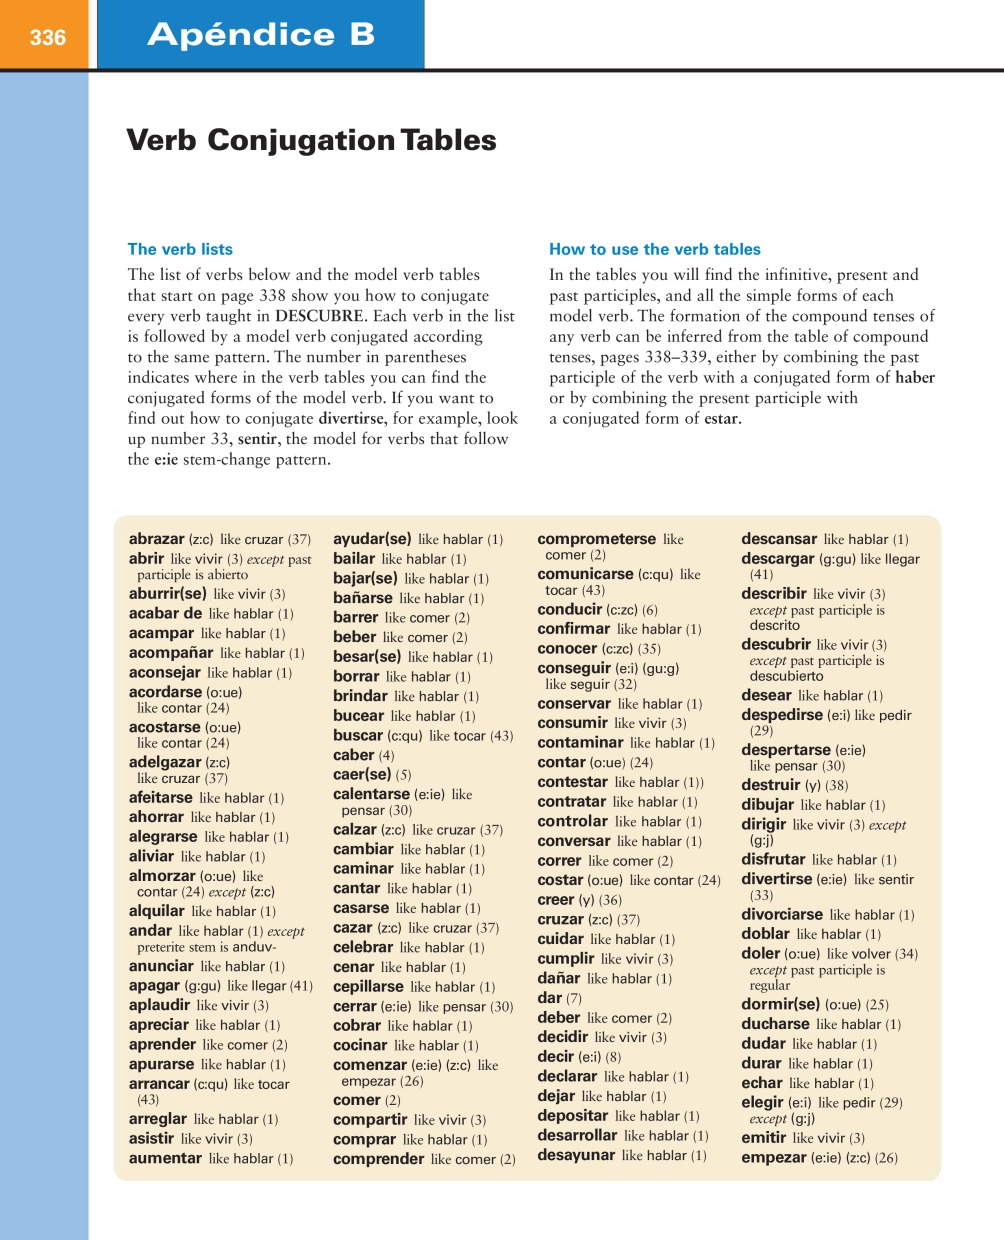 336
Apéndice B
Verb Conjugation Tables
The verb lists
The list of verbs below and the model verb tables
that start on page 338 show you how to conjugate
every verb taught in DESCUBRE. Each verb in the list
is followed by a model verb conjugated according
to the same pattern. The number in parentheses
indicates where in the verb tables you can find the
conjugated forms of the model verb. If you want to
find out how to conjugate divertirse, for example, look
up number 33, sentir, the model for verbs that follow
the e:ie stem-change pattern.
How to use the verb tables
In the tables you will find the infinitive, present and
past participles, and all the simple forms of each
model verb. The formation of the compound tenses of
any verb can be inferred from the table of compound
tenses, pages 338–339, either by combining the past
participle of the verb with a conjugated form of haber
or by combining the present participle with
a conjugated form of estar.
abrazar (z:c) like cruzar (37)
abrir like vivir (3) except past
participle is abierto
aburrir(se) like vivir (3)
acabar de like hablar (1)
acampar like hablar (1)
acompañar like hablar (1)
aconsejar like hablar (1)
acordarse (o:ue)
like contar (24)
acostarse (o:ue)
like contar (24)
adelgazar (z:c)
like cruzar (37)
afeitarse like hablar (1)
ahorrar like hablar (1)
alegrarse like hablar (1)
aliviar like hablar (1)
almorzar (o:ue) like
contar (24) except (z:c)
alquilar like hablar (1)
andar like hablar (1) except
preterite stem is anduv-
anunciar like hablar (1)
apagar (g:gu) like llegar (41)
aplaudir like vivir (3)
apreciar like hablar (1)
aprender like comer (2)
apurarse like hablar (1)
arrancar (c:qu) like tocar
(43)
arreglar like hablar (1)
asistir like vivir (3)
aumentar like hablar (1)
ayudar(se) like hablar (1)
bailar like hablar (1)
bajar(se) like hablar (1)
bañarse like hablar (1)
barrer like comer (2)
beber like comer (2)
besar(se) like hablar (1)
borrar like hablar (1)
brindar like hablar (1)
bucear like hablar (1)
buscar (c:qu) like tocar (43)
caber (4)
caer(se) (5)
calentarse (e:ie) like
pensar (30)
calzar (z:c) like cruzar (37)
cambiar like hablar (1)
caminar like hablar (1)
cantar like hablar (1)
casarse like hablar (1)
cazar (z:c) like cruzar (37)
celebrar like hablar (1)
cenar like hablar (1)
cepillarse like hablar (1)
cerrar (e:ie) like pensar (30)
cobrar like hablar (1)
cocinar like hablar (1)
comenzar (e:ie) (z:c) like
empezar (26)
comer (2)
compartir like vivir (3)
comprar like hablar (1)
comprender like comer (2)
comprometerse like
comer (2)
comunicarse (c:qu) like
tocar (43)
conducir (c:zc) (6)
confirmar like hablar (1)
conocer (c:zc) (35)
conseguir (e:i) (gu:g)
like seguir (32)
conservar like hablar (1)
consumir like vivir (3)
contaminar like hablar (1)
contar (o:ue) (24)
contestar like hablar (1))
contratar like hablar (1)
controlar like hablar (1)
conversar like hablar (1)
correr like comer (2)
costar (o:ue) like contar (24)
creer (y) (36)
cruzar (z:c) (37)
cuidar like hablar (1)
cumplir like vivir (3)
dañar like hablar (1)
dar (7)
deber like comer (2)
decidir like vivir (3)
decir (e:i) (8)
declarar like hablar (1)
dejar like hablar (1)
depositar like hablar (1)
desarrollar like hablar (1)
desayunar like hablar (1)
descansar like hablar (1)
descargar (g:gu) like llegar
(41)
describir like vivir (3)
except past participle is
descrito
descubrir like vivir (3)
except past participle is
descubierto
desear like hablar (1)
despedirse (e:i) like pedir
(29)
despertarse (e:ie)
like pensar (30)
destruir (y) (38)
dibujar like hablar (1)
dirigir like vivir (3) except
(g:j)
disfrutar like hablar (1)
divertirse (e:ie) like sentir
(33)
divorciarse like hablar (1)
doblar like hablar (1)
doler (o:ue) like volver (34)
except past participle is
regular
dormir(se) (o:ue) (25)
ducharse like hablar (1)
dudar like hablar (1)
durar like hablar (1)
echar like hablar (1)
elegir (e:i) like pedir (29)
except (g:j)
emitir like vivir (3)
empezar (e:ie) (z:c) (26)